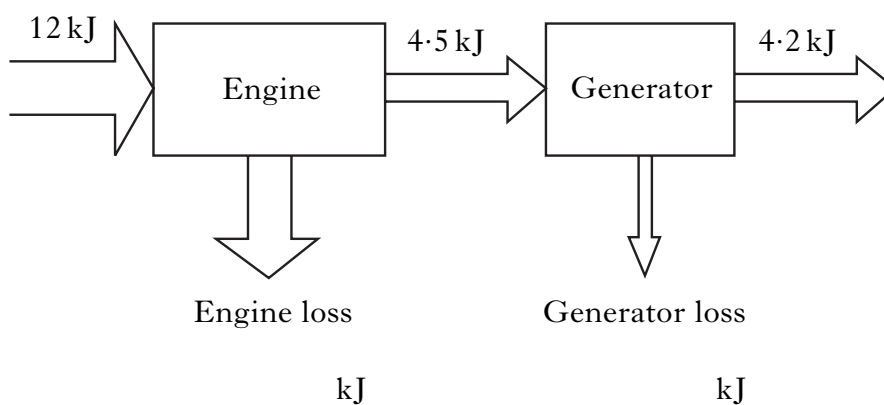 12 kJ
4·5 kJ
4·2 kJ
Engine
Generator
Engine loss
Generator loss
kJ
kJ